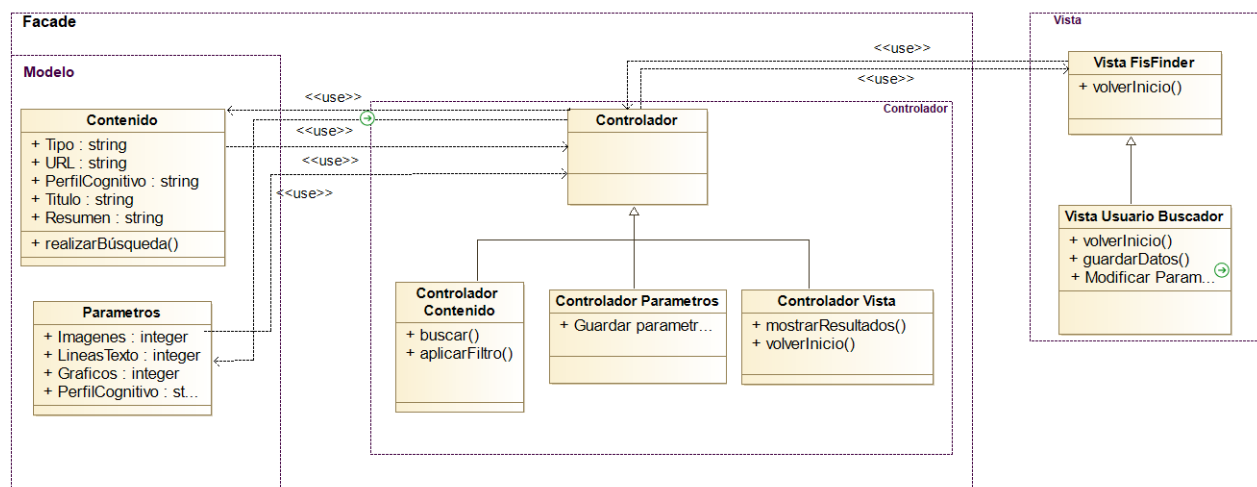 Facade
Modelo
Contenido
+ Tipo : string
+ URL : string
+ PerfilCognitivo : string
+ Titulo : string
+ Resumen : string
+ realizarBúsqueda()
Parametros
+ Imagenes : integer
+ LineasTexto : integer
+ Graficos : integer
+ PerfilCognitivo : st...
<<use>>
<<use>>
<<use>>
<<use>>
Controlador
Controlador
Controlador
Contenido
+ buscar()
+ aplicarFiltro()
Controlador Parametros
+ Guardar parametr...
Controlador Vista
+ mostrarResultados()
+ volverInicio()
<<use>>
<<use>>
Vista
Vista FisFinder
+ volverInicio()
Vista Usuario Buscador
+ volverInicio()
+ guardarDatos()
+ Modificar Param...